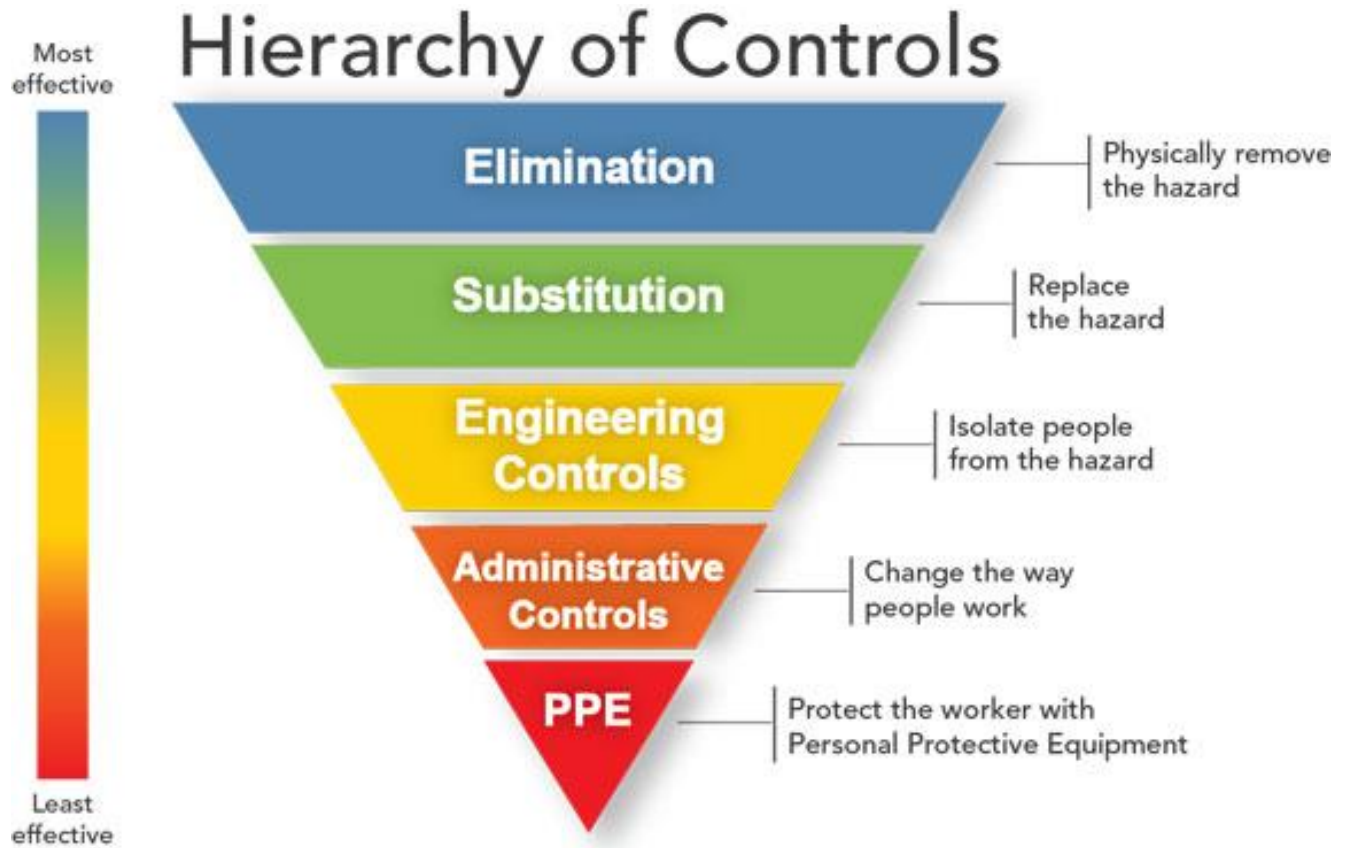 Hierarchy of Controls
Most
effective
Elimination
Physically remove
the hazard
Substitution
Replace
the hazard
Engineering
Controls
Isolate people
from the hazard
Administrative
Controls
Change the way
people work
PPE
Protect the worker with
Personal Protective Equipment
Least
effective